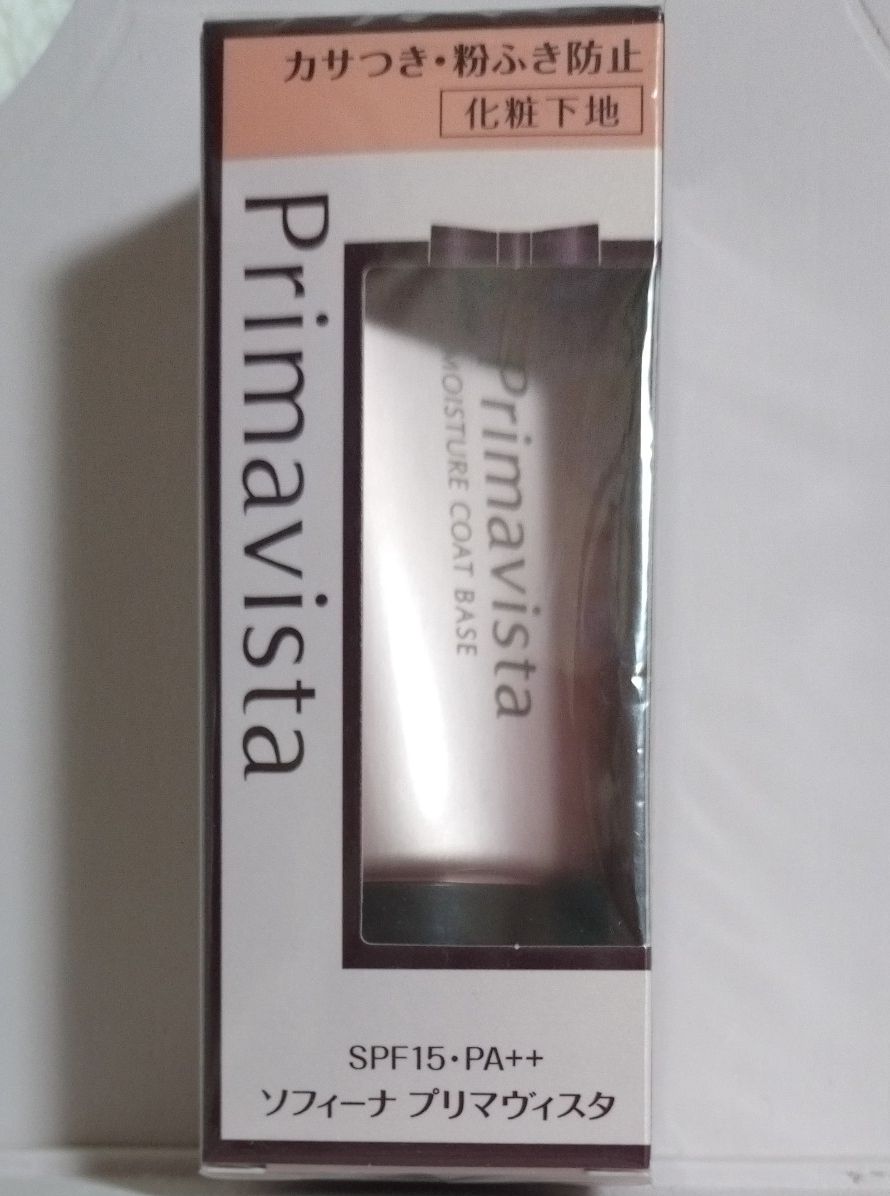 カサつき・粉ふき防止
化粧下地
Primavista
Primavista
MOISTURE COAT BASE
SPF15・PA++
ソフィーナ プリマヴィスタ